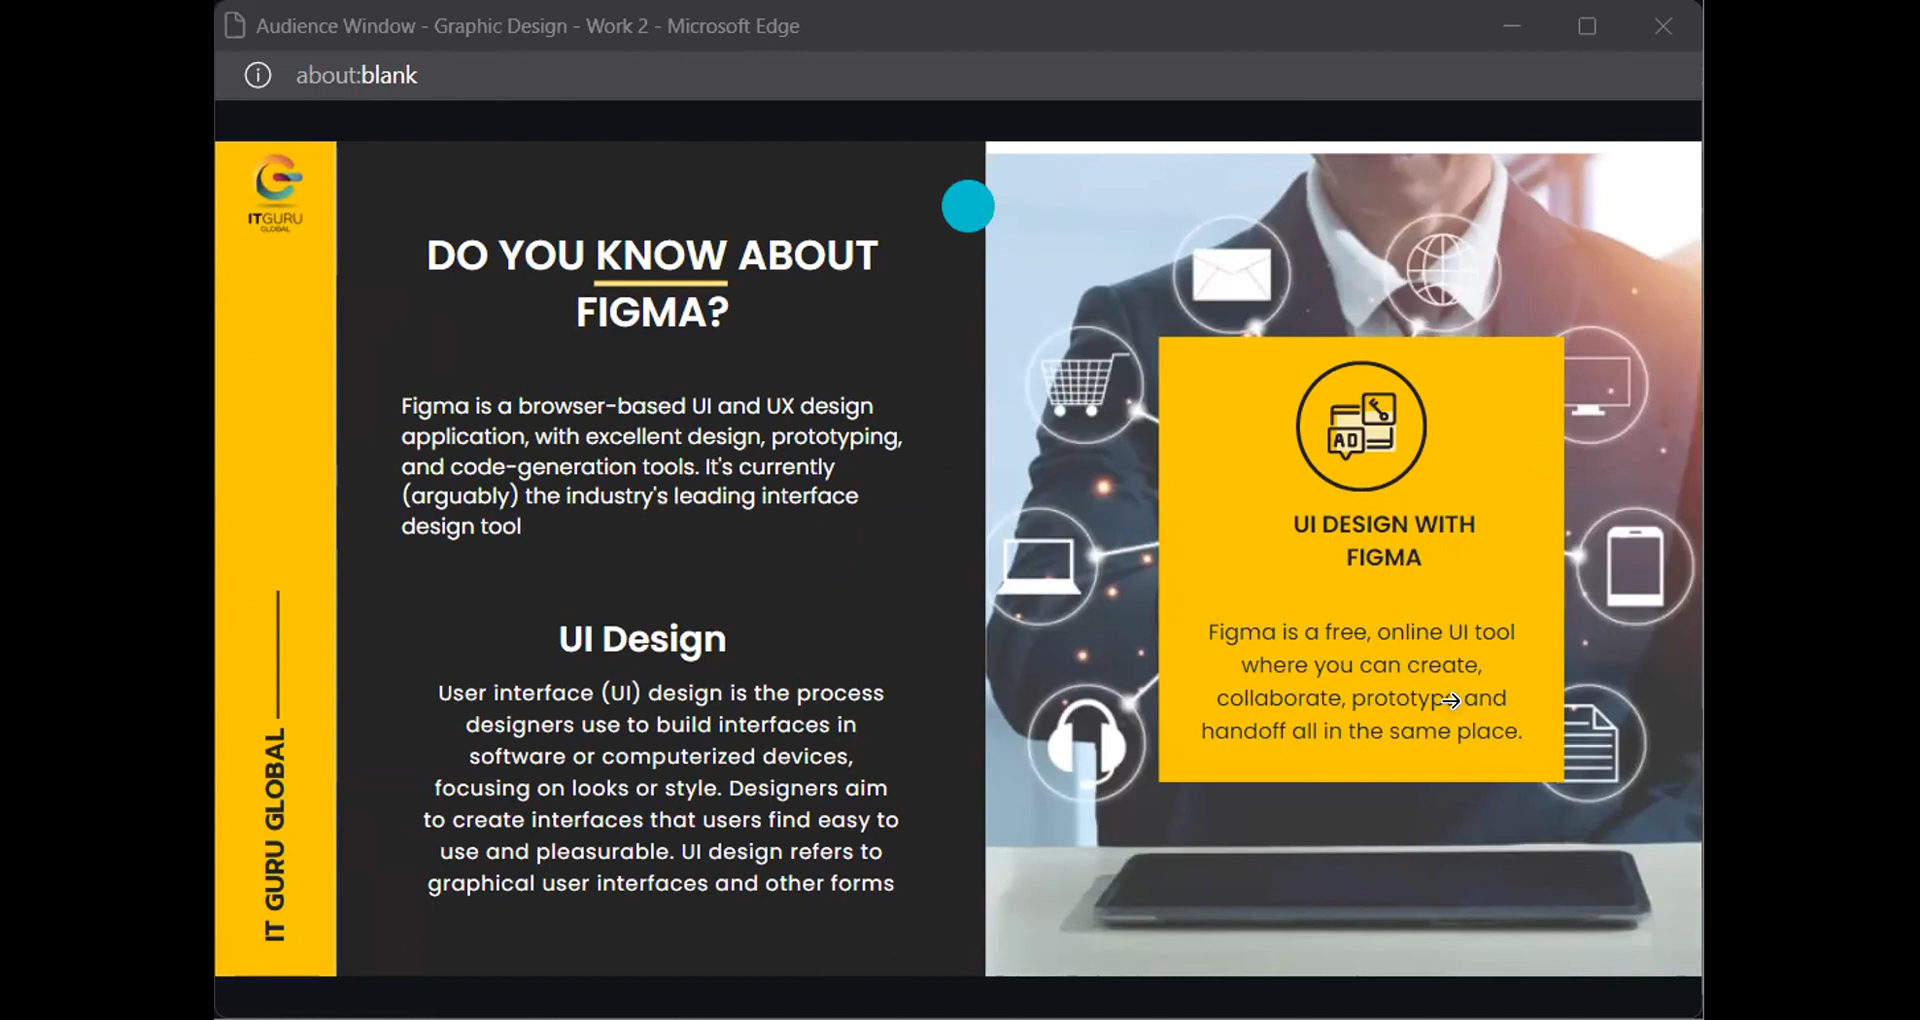 Audience Window - Graphic Design - Work 2 - Microsoft Edge
about:blank
ITGURU
GLOBAL
DO YOU KNOW ABOUT
FIGMA?
Figma is a browser-based UI and UX design
application, with excellent design, prototyping,
and code-generation tools. It's currently
(arguably) the industry's leading interface
design tool
UI Design
User interface (UI) design is the process
designers use to build interfaces in
software or computerized devices,
focusing on looks or style. Designers aim
to create interfaces that users find easy to
use and pleasurable. UI design refers to
graphical user interfaces and other forms
IT GURU GLOBAL
AD
UI DESIGN WITH
FIGMA
Figma is a free, online UI tool
where you can create,
collaborate, prototype and
handoff all in the same place.